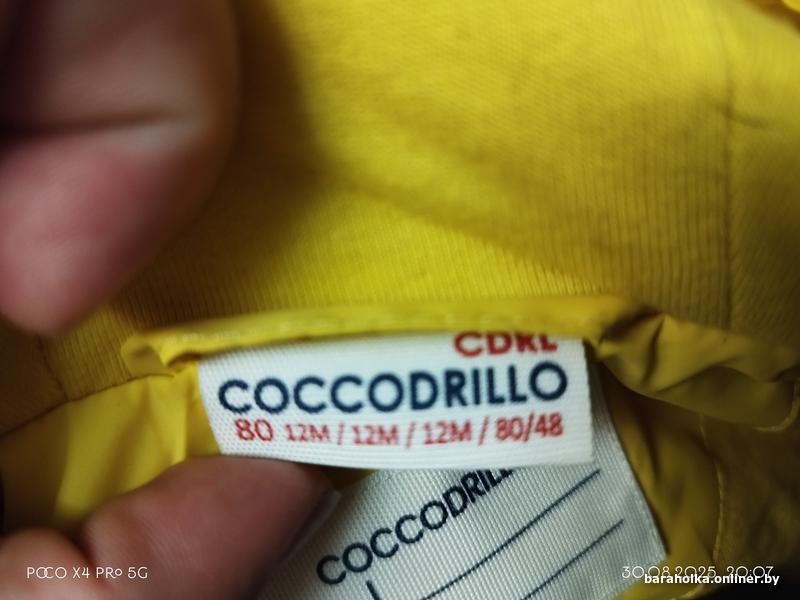 CDRL
COCCODRILLO
80 12M / 12M / 12M / 80/48
COCCODRILL
POCO X4 PRO 5G
30.08.2025 20:07
baraholka.onliner.by